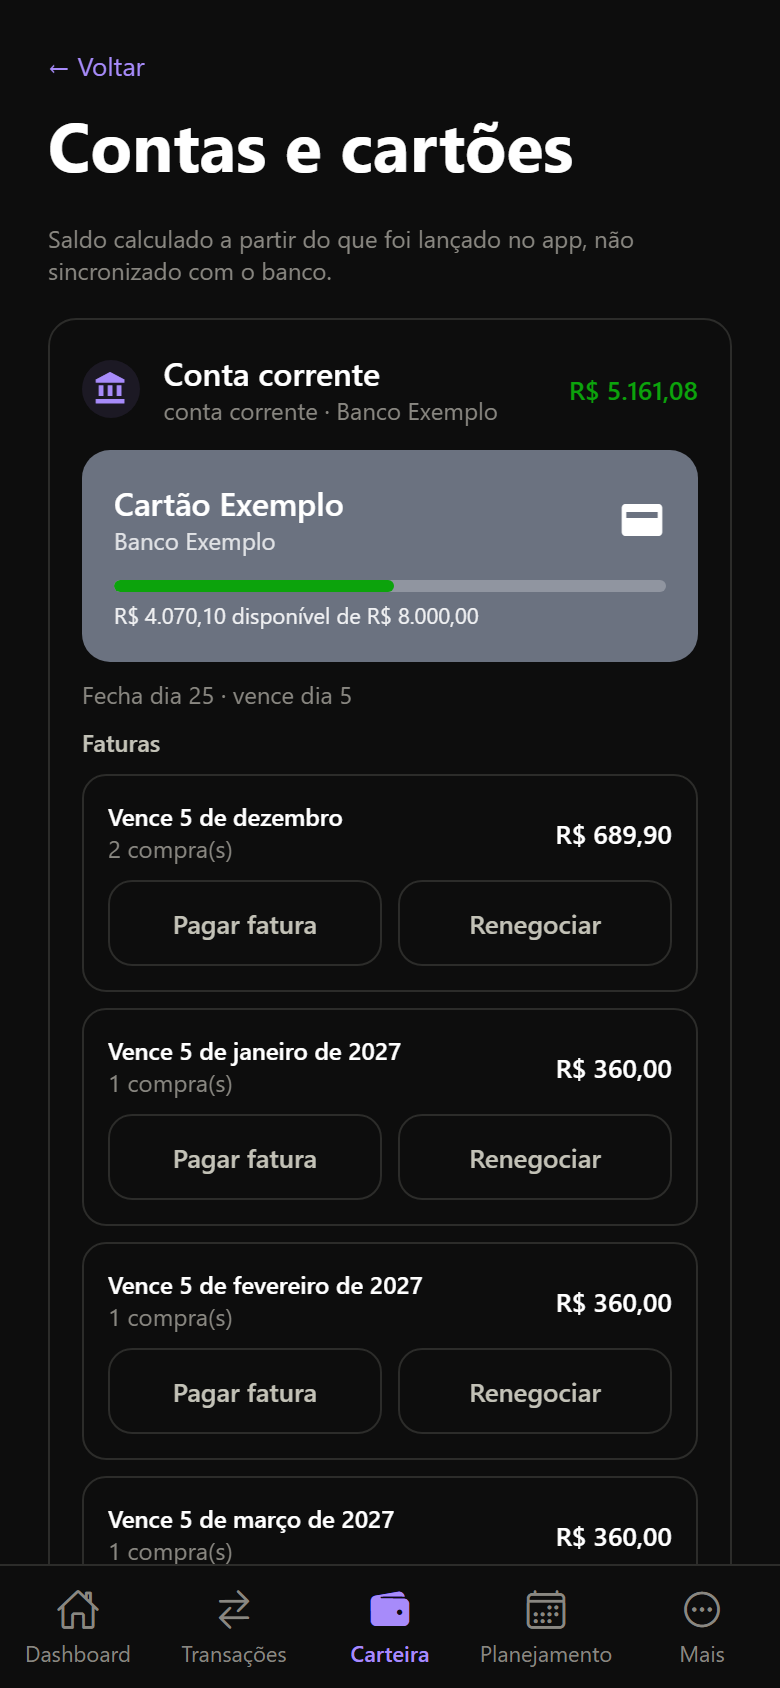 ← Voltar
Contas e cartões
Saldo calculado a partir do que foi lançado no app, não
sincronizado com o banco.
Conta corrente
conta corrente · Banco Exemplo
R$ 5.161,08
Cartão Exemplo
Banco Exemplo
R$ 4.070,10 disponível de R$ 8.000,00
Fecha dia 25 · vence dia 5
Faturas
Vence 5 de dezembro
2 compra(s)
R$ 689,90
Pagar fatura
Renegociar
Vence 5 de janeiro de 2027
1 compra(s)
R$ 360,00
Pagar fatura
Renegociar
Vence 5 de fevereiro de 2027
1 compra(s)
R$ 360,00
Pagar fatura
Renegociar
Vence 5 de março de 2027
1 compra(s)
R$ 360,00
Dashboard
Transações
Carteira
Planejamento
Mais